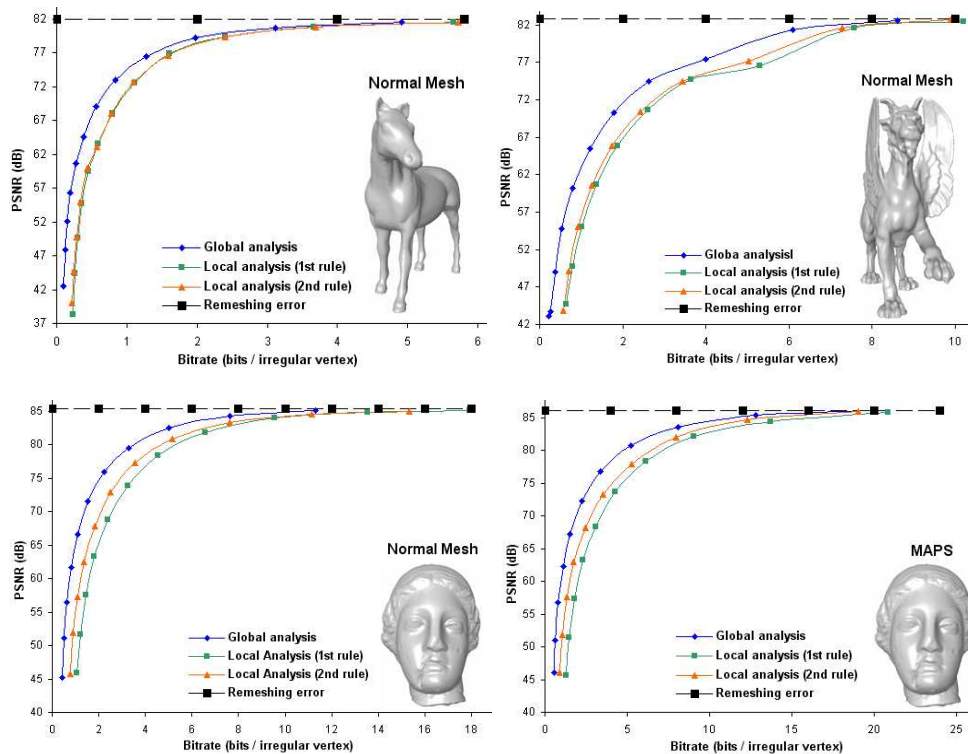 82
77
72
67
62
57
52
47
42
37
PSNR (dB)
Normal Mesh
Global analysis
Local analysis (1st rule)
Local analysis (2nd rule)
Remeshing error
0 1 2 3 4 5 6
Bitrate (bits / irregular vertex)
82
77
72
67
62
57
52
47
42
PSNR (dB)
Normal Mesh
Globa analysisl
Local analysis (1st rule)
Local analysis (2nd rule)
Remeshing error
0 2 4 6 8 10
Bitrate (bits / irregular vertex)
85
80
75
70
65
60
55
50
45
40
PSNR (dB)
Normal Mesh
Global analysis
Local Analysis (1st rule)
Local Analysis (2nd rule)
Remeshing error
0 2 4 6 8 10 12 14 16 18
Bitrate (bits / irregular vertex)
85
80
75
70
65
60
55
50
45
40
PSNR (dB)
MAPS
Global analysis
Local analysis (1st rule)
Local analysis (2nd rule)
Remeshing error
0 5 10 15 20 25
Bitrate (bits / irregular vertex)